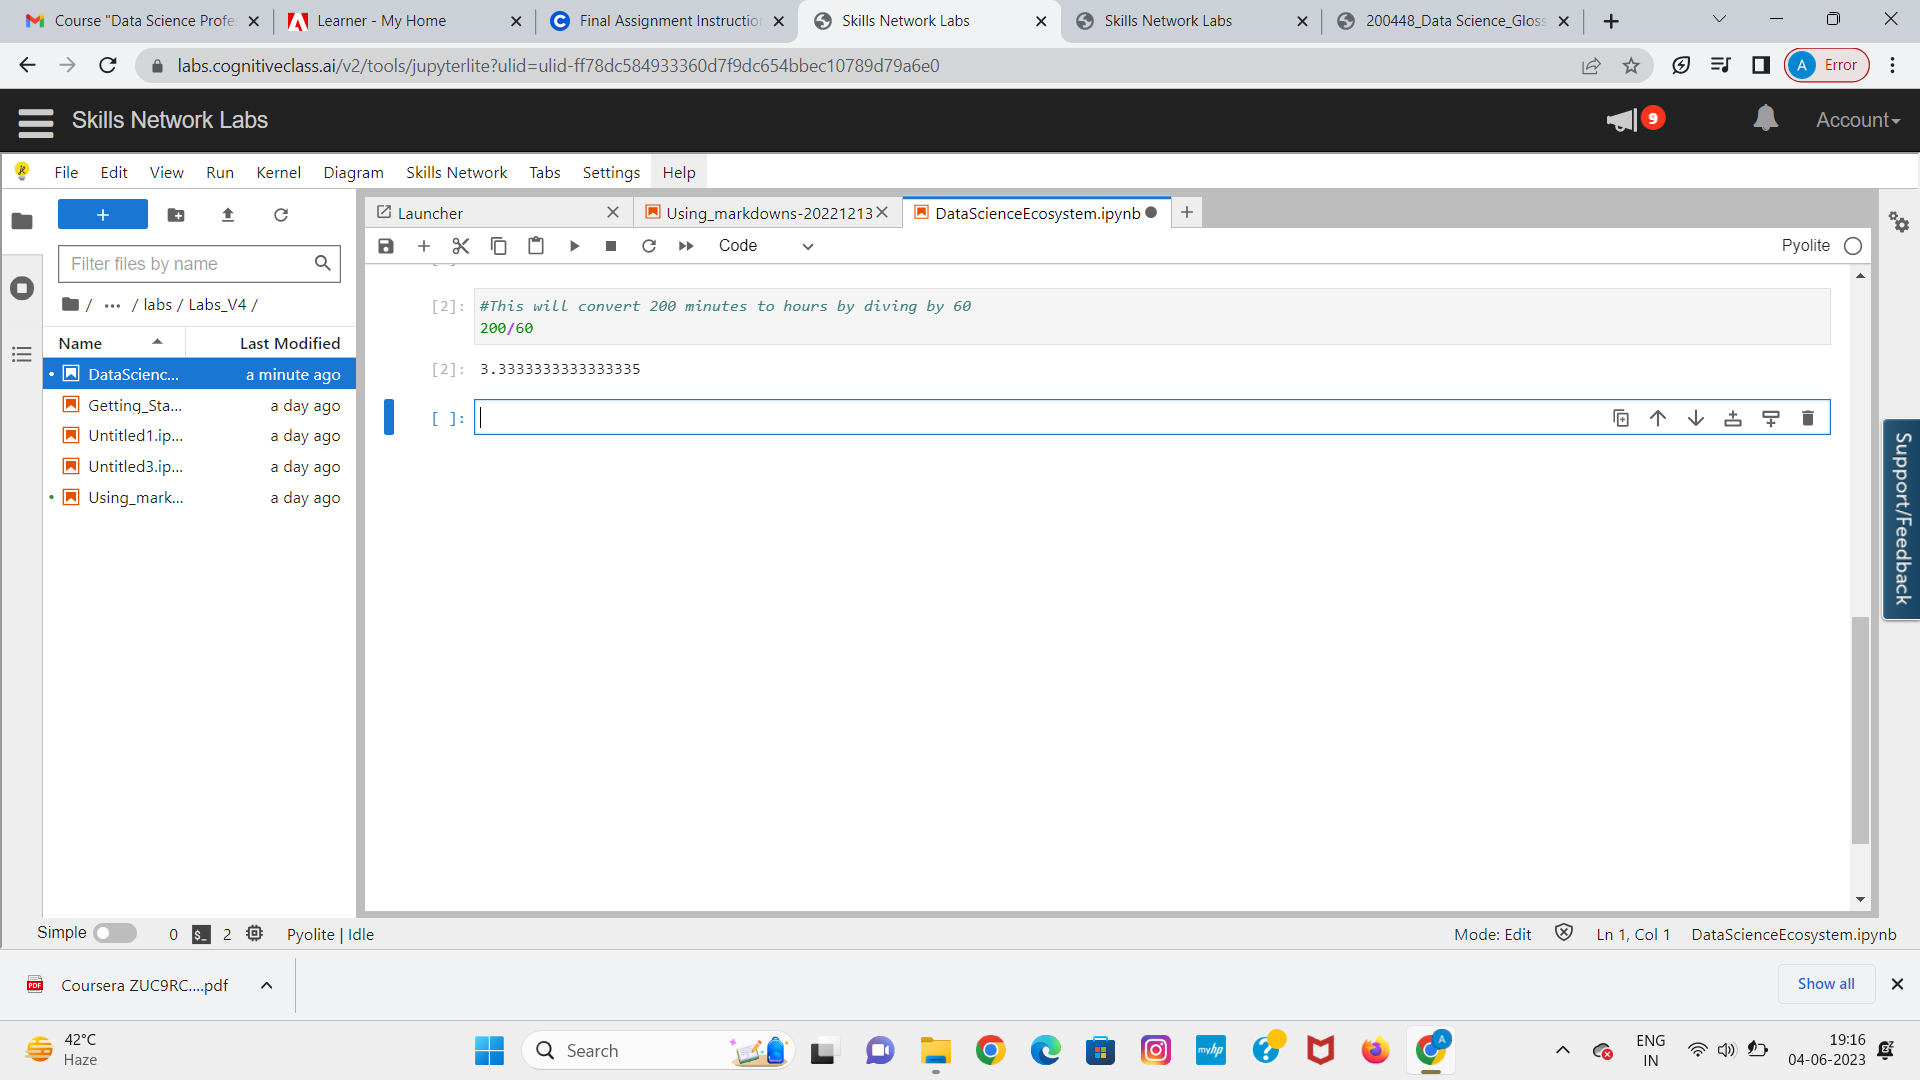 Course "Data Science Profe
Learner - My Home
Final Assignment Instruction
Skills Network Labs
Skills Network Labs
200448_Data Science_Gloss
labs.cognitiveclass.ai/v2/tools/jupyterlite?ulid=ulid-ff78dc584933360d7f9dc654bbec10789d79a6e0
A Error
Skills Network Labs
9
Account
File Edit View Run Kernel Diagram Skills Network Tabs Settings Help
+
Launcher
Using_markdowns-20221213
DataScienceEcosystem.ipynb
Code
Pyolite
Filter files by name
/ ... / labs / Labs_V4 /
Name Last Modified
DataScienc... a minute ago
Getting_Sta... a day ago
Untitled1.ip... a day ago
Untitled3.ip... a day ago
Using_mark... a day ago
[2]: #This will convert 200 minutes to hours by diving by 60
200/60
[2]: 3.3333333333333335
[ ]:
Support/Feedback
Simple 0 $_ 2 Pyolite | Idle
Mode: Edit Ln 1, Col 1 DataScienceEcosystem.ipynb
PDF Coursera ZUC9RC....pdf
Show all
42°C
Haze
Search
myhp
A
ENG
IN
19:16
04-06-2023